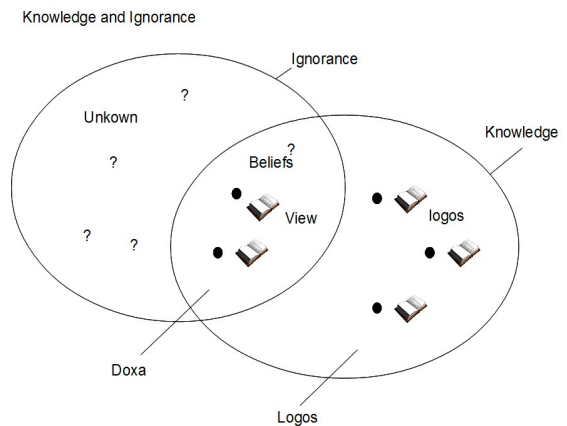 Knowledge and Ignorance
Ignorance
?
Unkown
Knowledge
?
Beliefs
?
logos
View
?
?
Doxa
Logos